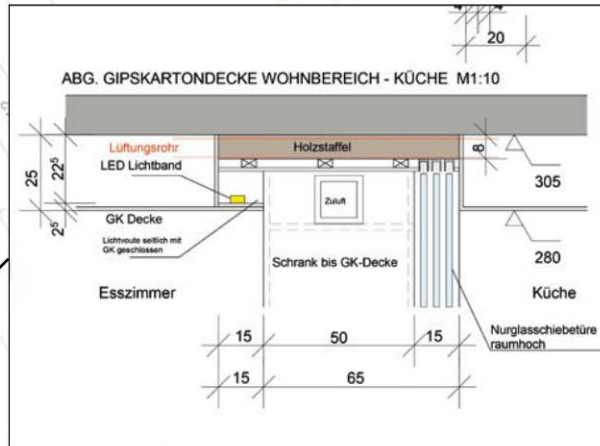 20
ABG. GIPSKARTONDECKE WOHNBEREICH - KÜCHE M1:10
Lüftungsrohr
Holzstaffel
LED Lichtband
8
25
22⁵
305
Zuluft
GK Decke
2⁵
Lichtvoute seitlich mit
GK geschlossen
Schrank bis GK-Decke
280
Esszimmer
Küche
Nurglasschiebetüre
raumhoch
15
50
15
15
65